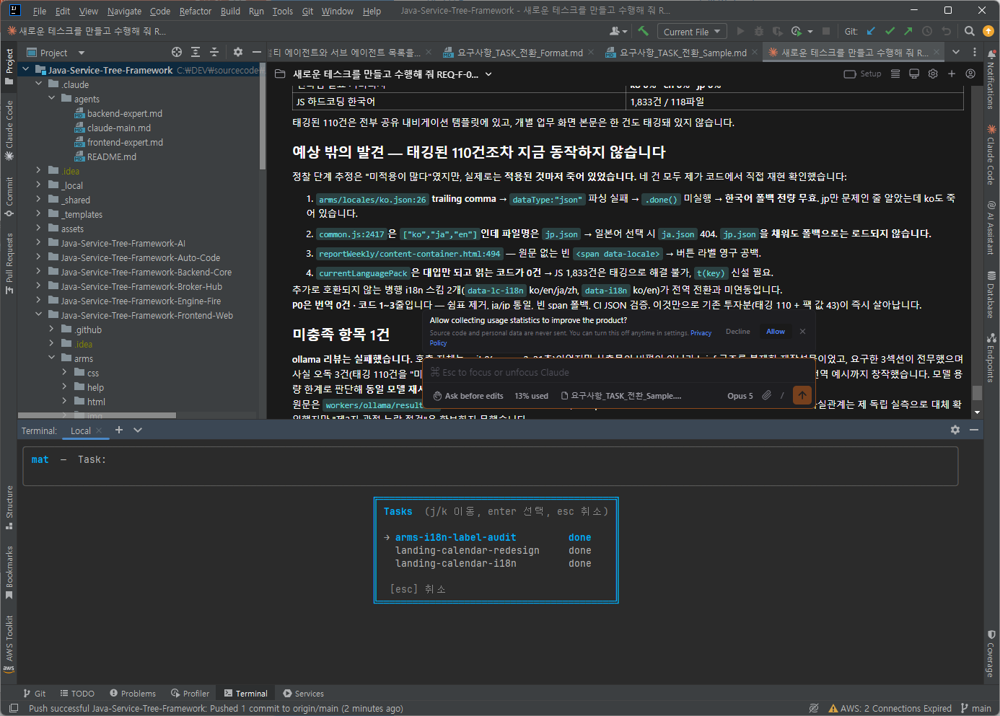 File Edit View Navigate Code Refactor Build Run Tools Git Window Help Java-Service-Tree-Framework - 새로운 테스크를 만들고 수행해 줘 R...
새로운 테스크를 만들고 수행해 줘 R... Current File Git:
Project
티 에이전트와 서브 에이전트 목록을... 요구사항_TASK_전환_Format.md 요구사항_TASK_전환_Sample.md 새로운 테스크를 만들고 수행해 줘 R...
Java-Service-Tree-Framework C:₩DEV₩sourcecode₩
.claude
agents
backend-expert.md
claude-main.md
frontend-expert.md
README.md
.idea
_local
_shared
_templates
assets
Java-Service-Tree-Framework-AI
Java-Service-Tree-Framework-Auto-Code
Java-Service-Tree-Framework-Backend-Core
Java-Service-Tree-Framework-Broker-Hub
Java-Service-Tree-Framework-Engine-Fire
Java-Service-Tree-Framework-Frontend-Web
.github
.idea
arms
css
help
html
img
Project
Claude Code
Commit
Pull Requests
Structure
Bookmarks
AWS Toolkit
aws
새로운 테스크를 만들고 수행해 줘 REQ-F-0... Setup
JS 하드코딩 한국어 1,833건 / 118파일
태깅된 110건은 전부 공유 내비게이션 템플릿에 있고, 개별 업무 화면 본문은 한 건도 태깅돼 있지 않습니다.
예상 밖의 발견 — 태깅된 110건조차 지금 동작하지 않습니다
정찰 단계 추정은 "미적용이 많다"였지만, 실제로는 적용된 것마저 죽어 있었습니다. 네 건 모두 제가 코드에서 직접 재현 확인했습니다:
1. arms/locales/ko.json:26 trailing comma → dataType:"json" 파싱 실패 → .done() 미실행 → 한국어 폴백 전량 무효. jp만 문제인 줄 알았는데 ko도 죽
어 있습니다.
2. common.js:2417 은 ["ko","ja","en"] 인데 파일명은 jp.json → 일본어 선택 시 ja.json 404. jp.json 을 채워도 폴백으로는 로드되지 않습니다.
3. reportWeekly/content-container.html:494 — 원문 없는 빈 <span data-locale> → 버튼 라벨 영구 공백.
4. currentLanguagePack 은 대입만 되고 읽는 코드가 0건 → JS 1,833건은 태깅으로 해결 불가, t(key) 신설 필요.
추가로 호환되지 않는 병행 i18n 스킴 2개( data-lc-i18n ko/en/ja/zh, data-i18n ko/en)가 전역 전환과 미연동입니다.
P0은 번역 0건 · 코드 1~3줄입니다 — 쉼표 제거, ja/jp 통일, 빈 span 폴백, CI JSON 검증. 이것만으로 기존 투자분(태깅 110 + 팩 값 43)이 즉시 살아납니다.
Allow collecting usage statistics to improve the product?
Source code and personal data are never sent. You can turn this off anytime in settings. Privacy
Policy
Decline Allow
미충족 항목 1건
ollama 리뷰는 실패했습니다.
이었고, 요구한 3섹션이 전무했으며
⌘ Esc to focus or unfocus Claude
사실 오독 3건(태깅 110건을 "미
번역 예시까지 창작했습니다. 모델 용
량 한계로 판단해 동일 모델 재시
Ask before edits 13% used 요구사항_TASK_전환_Sample.... Opus 5 /
원문은 workers/ollama/result
사실관계는 제 독립 실측으로 대체 확
Notifications
Claude Code
AI Assistant
Database
Endpoints
Coverage
Terminal: Local
mat — Task:
Tasks (j/k 이동, enter 선택, esc 취소)
→ arms-i18n-label-audit done
landing-calendar-redesign done
landing-calendar-i18n done
[esc] 취소
Git TODO Problems Profiler Terminal Services
Push successful Java-Service-Tree-Framework: Pushed 1 commit to origin/main (2 minutes ago) AWS: 2 Connections Expired main